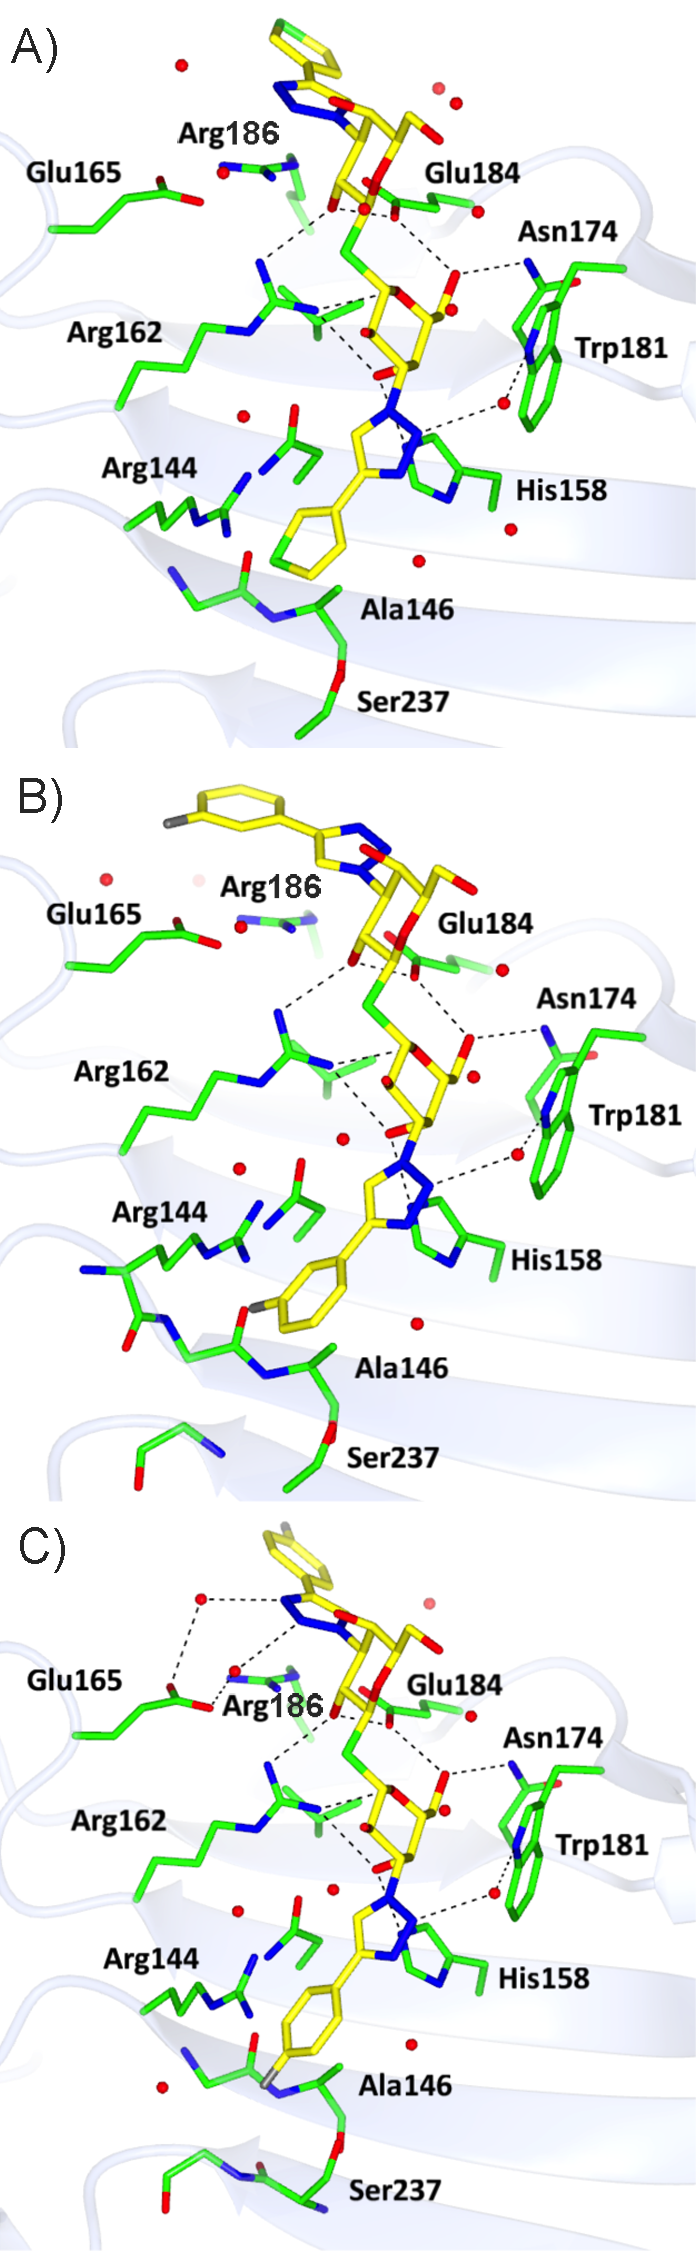 A)
Arg186
Glu165
Glu184
Asn174
Arg162
Trp181
Arg144
His158
Ala146
Ser237
B)
Arg186
Glu165
Glu184
Asn174
Arg162
Trp181
Arg144
His158
Ala146
Ser237
C)
Glu165
Arg186
Glu184
Asn174
Arg162
Trp181
Arg144
His158
Ala146
Ser237